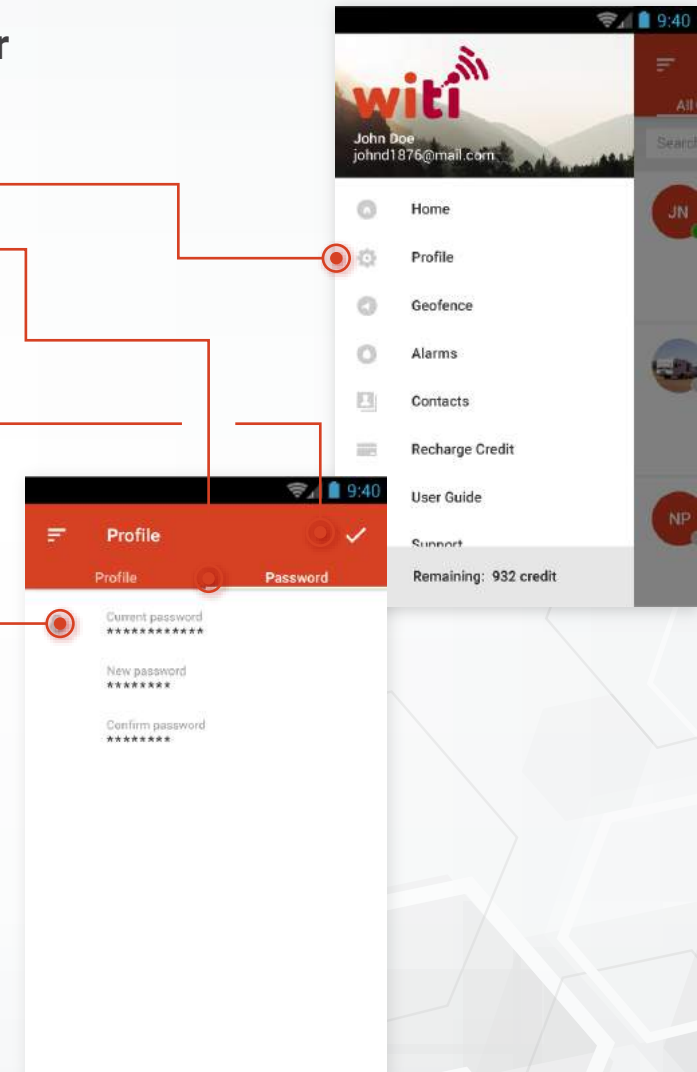 r
9:40
witi
All
John Doe
johnd1876@mail.com
Search
Home
JN
Profile
Geofence
Alarms
Contacts
Recharge Credit
User Guide
NP
Support
Remaining: 932 credit
9:40
Profile
Profile
Password
Current password
************
New password
********
Confirm password
********